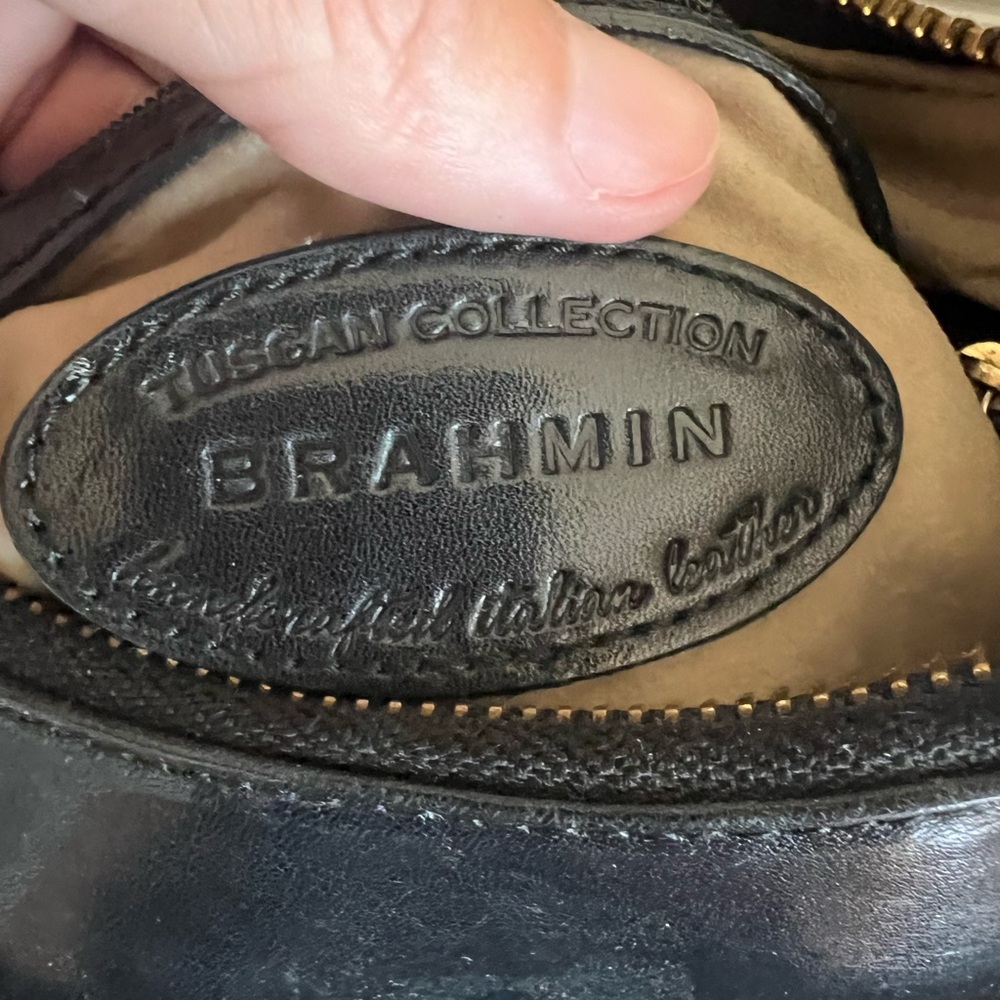 TUSCAN COLLECTION
BRAHMIN
handcrafted italian leather